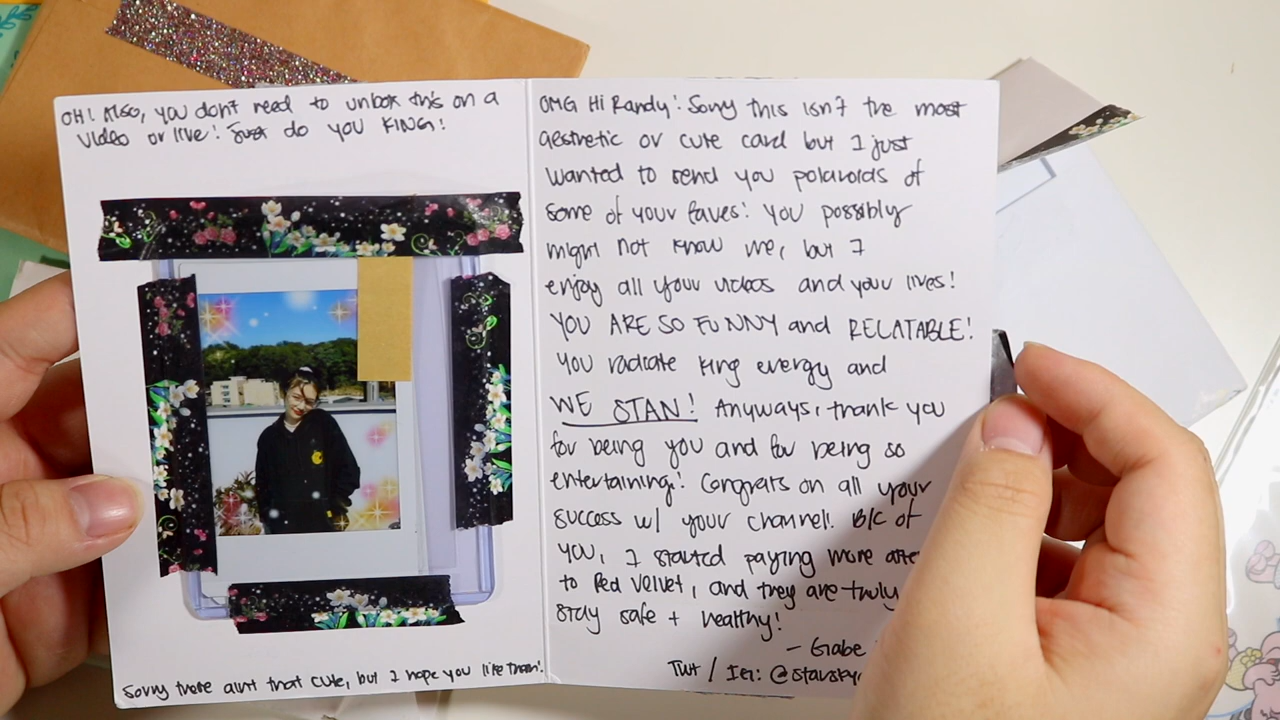 OH! Also, you don't need to unbox this on a
video or live! Just do you KING!
Sorry there aint that cute, but I hope you like them!
OMG Hi Randy! Sorry this isn't the most
aesthetic or cute card but I just
wanted to send you polaroids of
some of your faves! You possibly
might not know me, but I
enjoy all your videos and your lives!
YOU ARE SO FUNNY and RELATABLE!
You radiate king energy and
WE STAN! Anyways, thank you
for being you and for being so
entertaining! Congrats on all your
success w/ your channel! B/C of
you, I started paying more
to Red Velvet, and they are truly
stay safe + healthy!
- Gabe
Twt / IG: